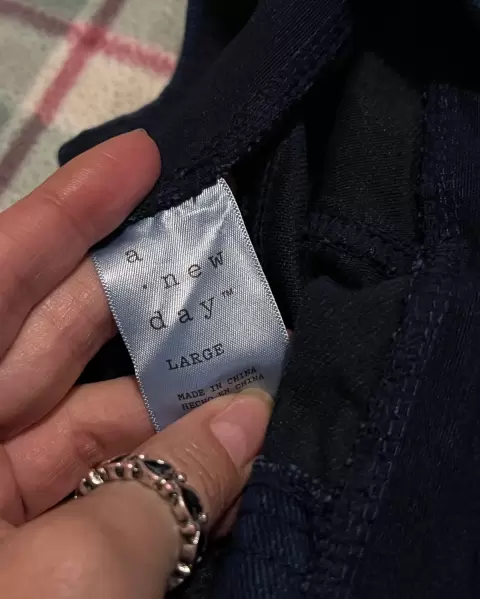 a
.new
day™
LARGE
MADE IN CHINA
HECHO EN CHINA